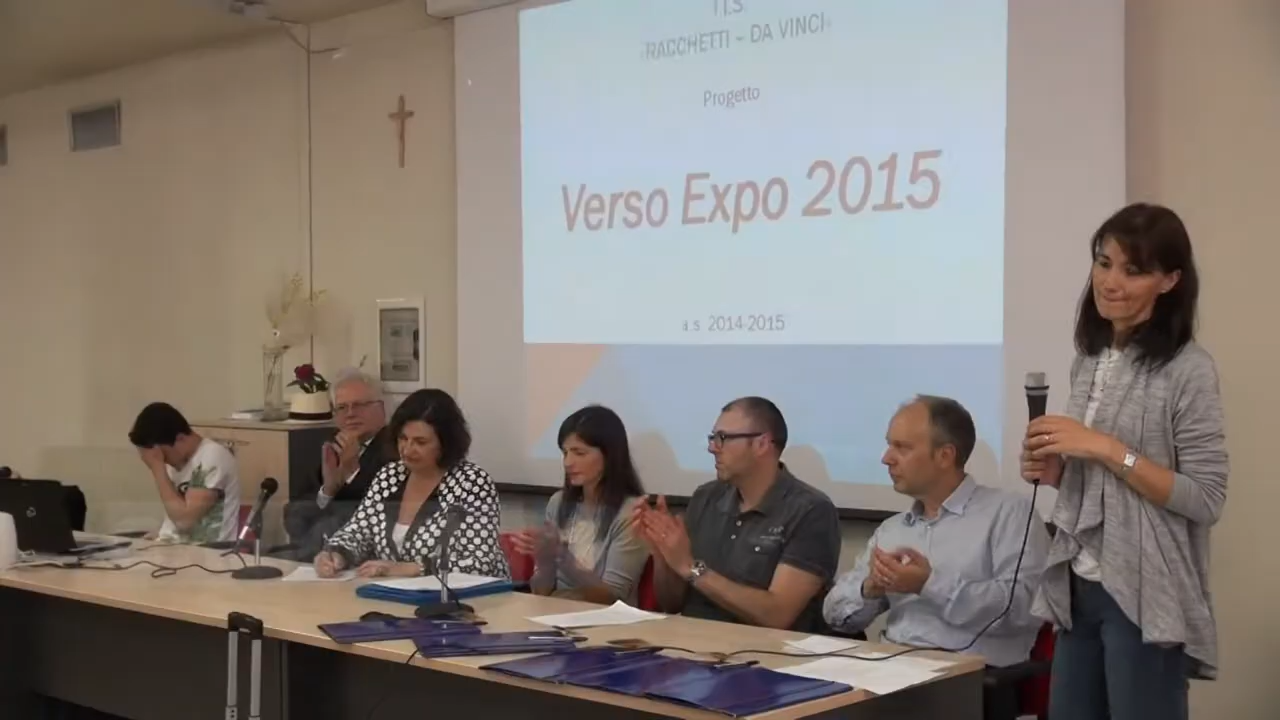 I.I.S.
RACCHETTI – DA VINCI
Progetto
Verso Expo 2015
a.s. 2014-2015